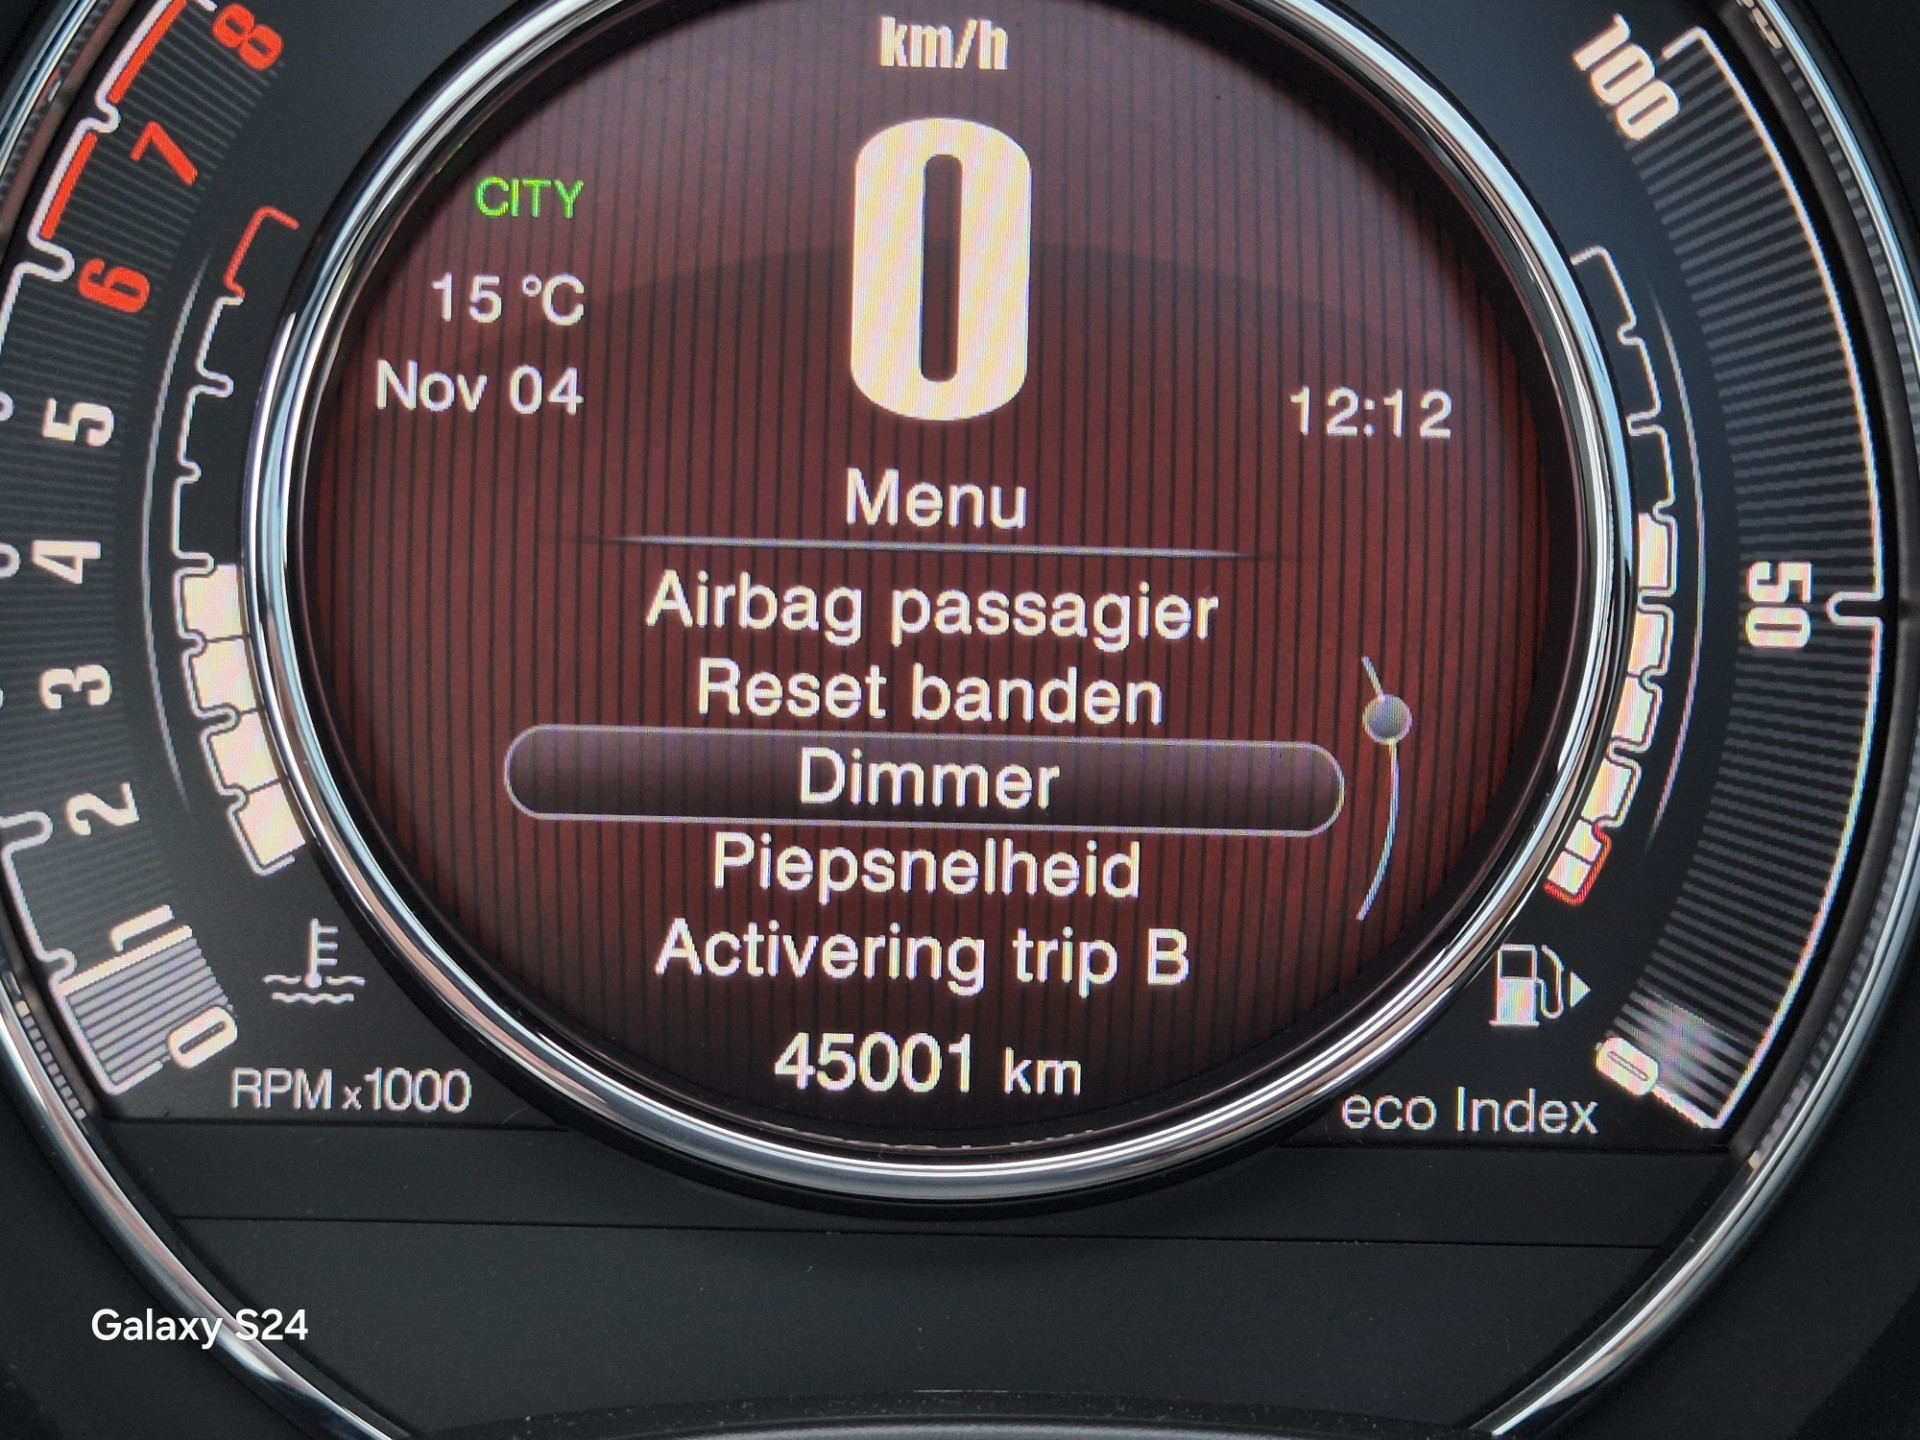 km/h
0
CITY
15 °C
Nov 04
12:12
Menu
Airbag passagier
Reset banden
Dimmer
Piepsnelheid
Activering trip B
45001 km
8
7
6
5
4
3
2
1
0
RPM x1000
100
50
0
eco Index
Galaxy S24